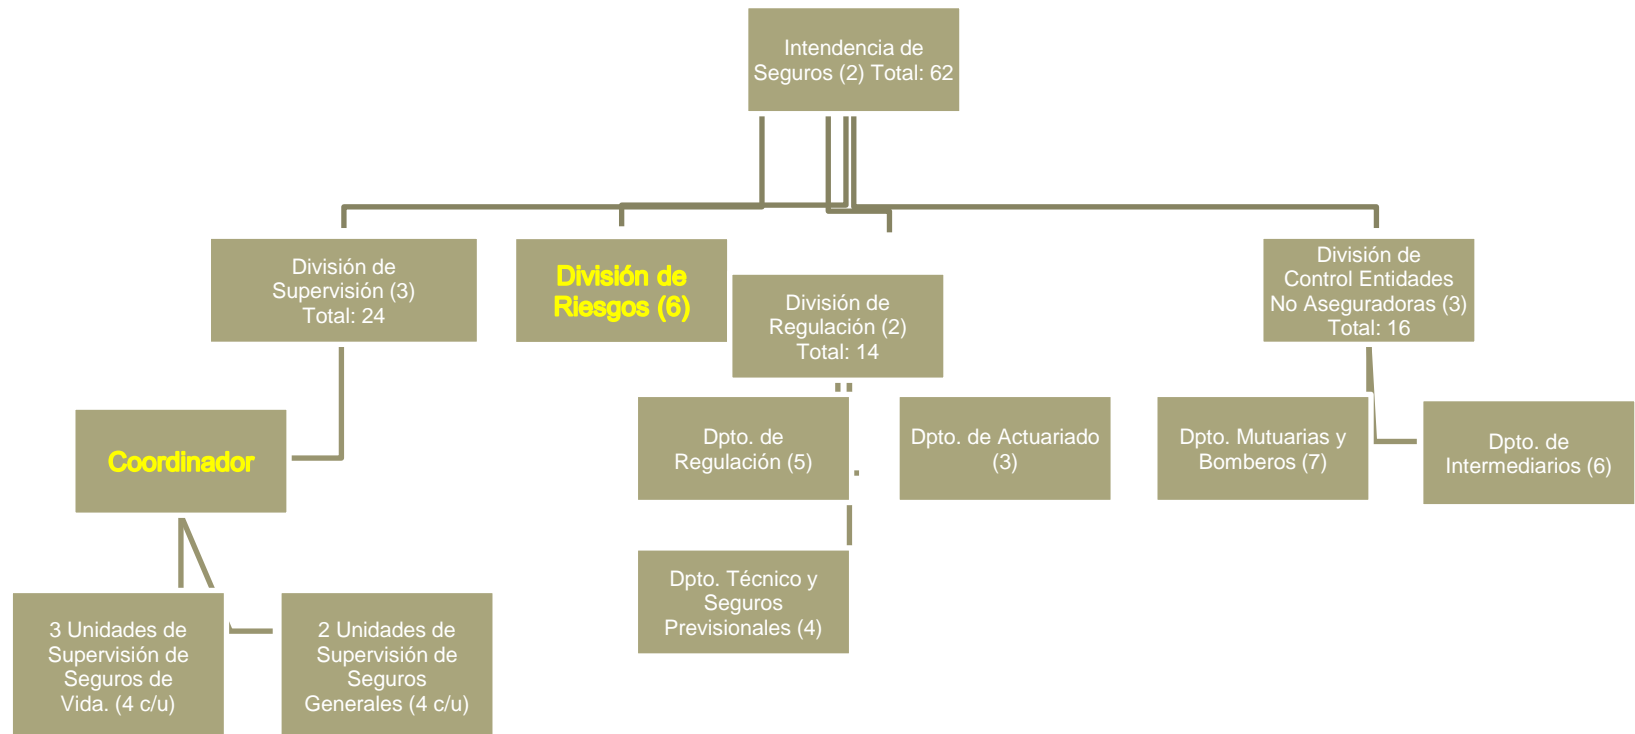 Intendencia de
Seguros (2) Total: 62
División de
Supervisión (3)
Total: 24
División de
Riesgos (6)
División de
Regulación (2)
Total: 14
División de
Control Entidades
No Aseguradoras (3)
Total: 16
Coordinador
Dpto. de
Regulación (5)
Dpto. de Actuariado
(3)
Dpto. Mutuarias y
Bomberos (7)
Dpto. de
Intermediarios (6)
Dpto. Técnico y
Seguros
Previsionales (4)
3 Unidades de
Supervisión de
Seguros de
Vida. (4 c/u)
2 Unidades de
Supervisión de
Seguros
Generales (4 c/u)